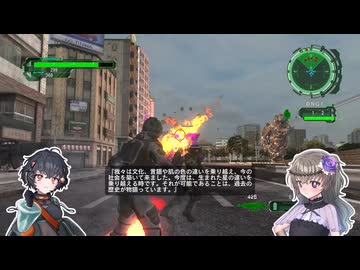 299
360
「我々は文化、言語や肌の色の違いを乗り越え、今の
社会を築いて来ました。今度は、生まれた星の違いを
乗り越える時です。それが可能であることは、過去の
歴史が物語っています。」
425